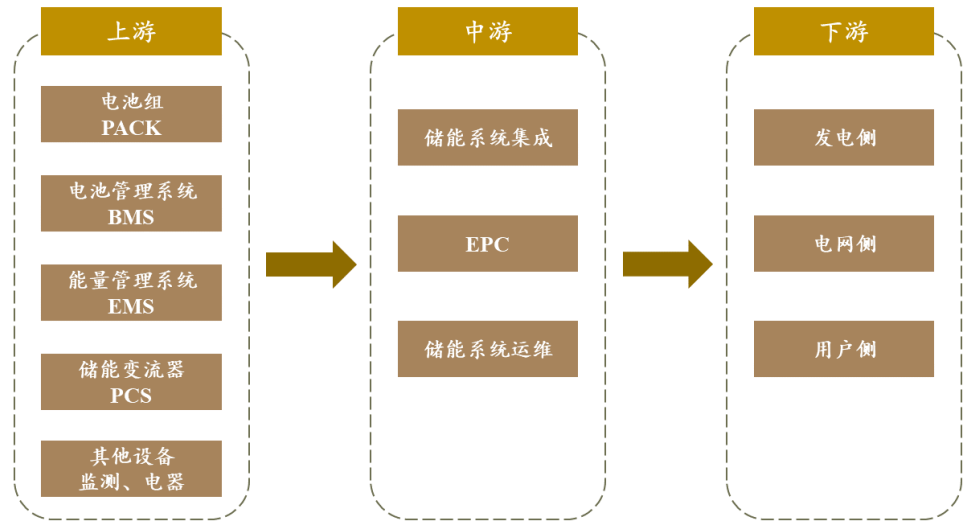 上游
电池组
PACK
电池管理系统
BMS
能量管理系统
EMS
储能变流器
PCS
其他设备
监测、电器
中游
储能系统集成
EPC
储能系统运维
下游
发电侧
电网侧
用户侧